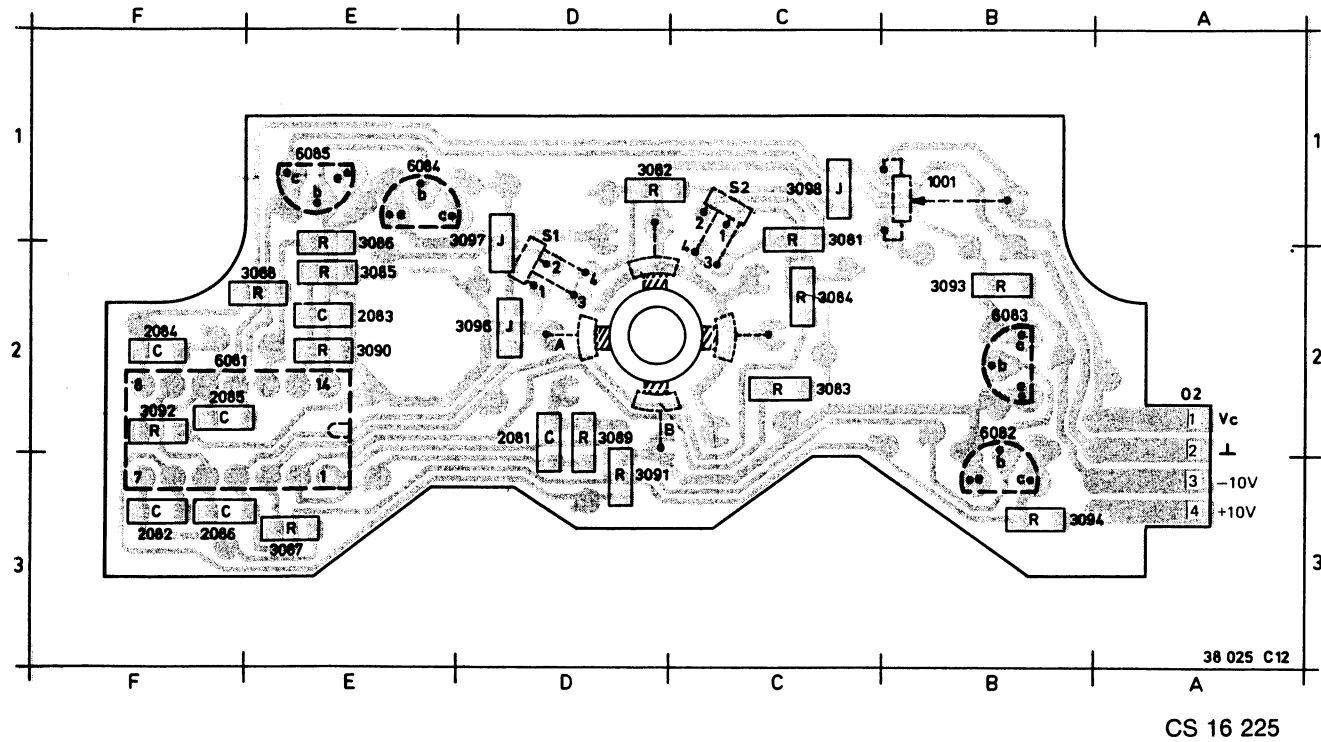 F E D C B A
1 1
6085 c e b
6084 b e c
3082 R
S2 2 1 4 3
3098 J
1001
3086 R
3097 J
S1 2 4 1 3
R 3081
R 3085
3088 R
R 3084
3093 R
C 2083
3096 J
6083
b
2084 C
6081
R 3090
A
2 2
8 14
2085 C
3092 R
R 3083
02
1 Vc
2 ⊥
3 -10V
4 +10V
2081 C R 3089
B
6082
b
e c
7 1
R 3091
C C
2082 2086
R
3087
R 3094
3 3
38 025 C12
F E D C B A
CS 16 225